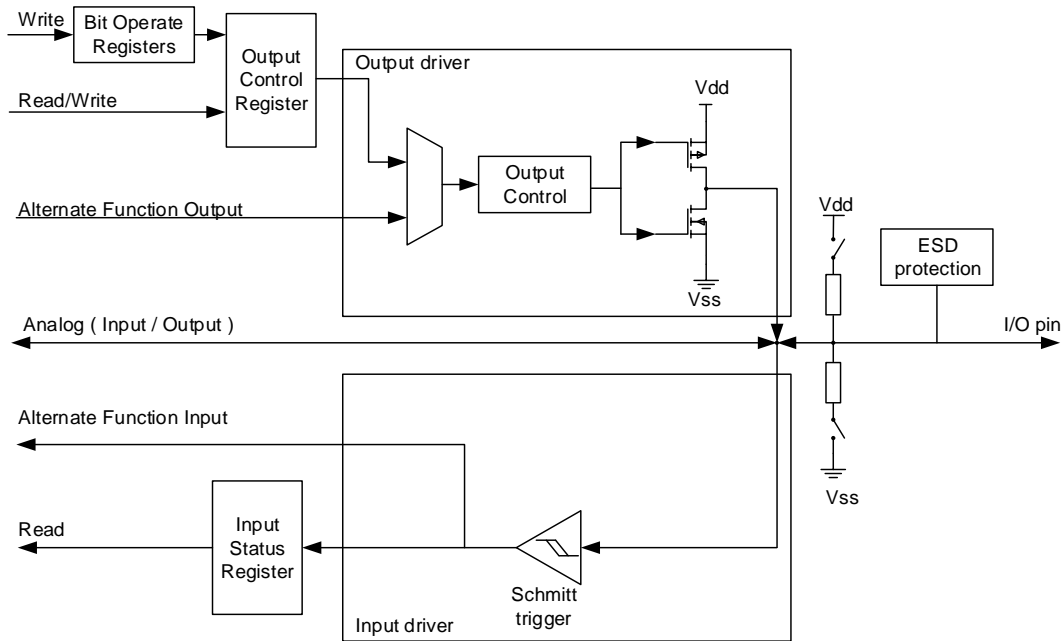 Write
Bit Operate
Registers
Output
Control
Register
Read/Write
Output driver
Vdd
Output
Control
Alternate Function Output
Vss
Vdd
ESD
protection
Analog ( Input / Output )
I/O pin
Alternate Function Input
Vss
Read
Input
Status
Register
Schmitt
trigger
Input driver